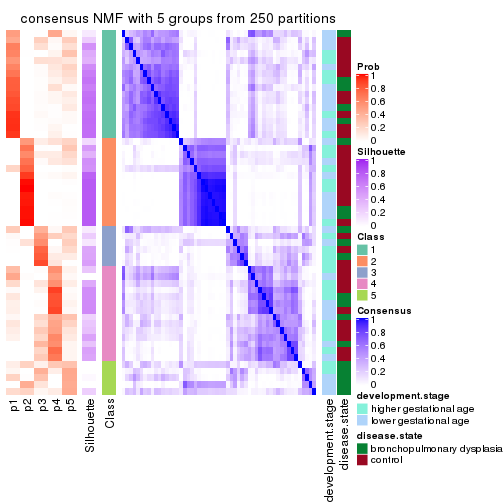 consensus NMF with 5 groups from 250 partitions
Prob
1
0.8
0.6
0.4
0.2
0
Silhouette
1
0.8
0.6
0.4
0.2
0
Class
1
2
3
4
5
Consensus
1
0.8
0.6
0.4
0.2
0
development.stage
higher gestational age
lower gestational age
disease.state
bronchopulmonary dysplasia
control
p1
p2
p3
p4
p5
Silhouette
Class
development.stage
disease.state